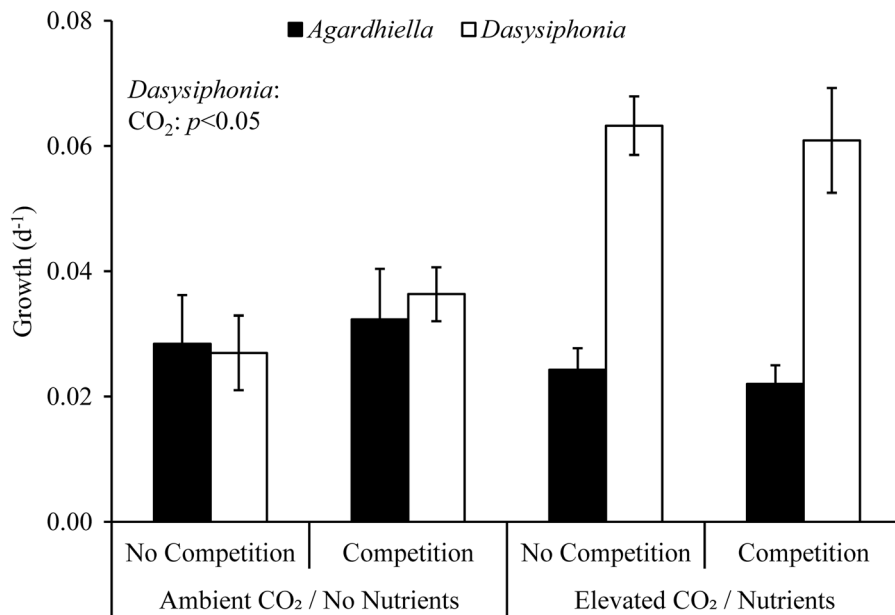 0.08
Agardhiella Dasysiphonia
Dasysiphonia:
CO₂: p<0.05
0.06
Growth (d⁻¹)
0.04
0.02
0.00
No Competition Competition No Competition Competition
Ambient CO₂ / No Nutrients Elevated CO₂ / Nutrients